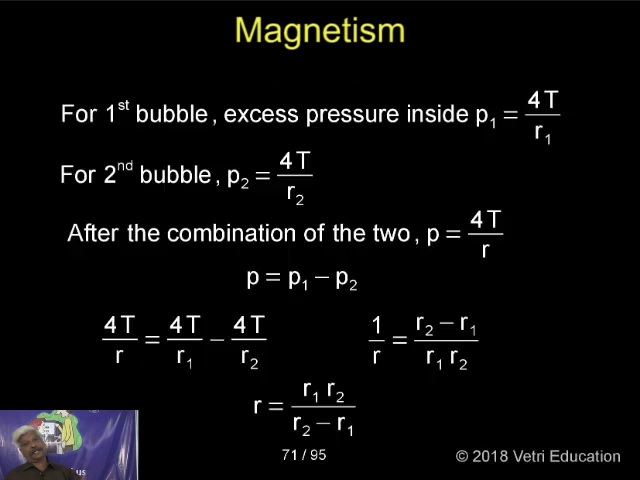 Magnetism
For 1st bubble, excess pressure inside p₁ = 4T/r₁
For 2nd bubble, p₂ = 4T/r₂
After the combination of the two, p = 4T/r
p = p₁ − p₂
4T/r = 4T/r₁ − 4T/r₂    1/r = (r₂ − r₁)/(r₁ r₂)
r = (r₁ r₂)/(r₂ − r₁)
71 / 95
© 2018 Vetri Education